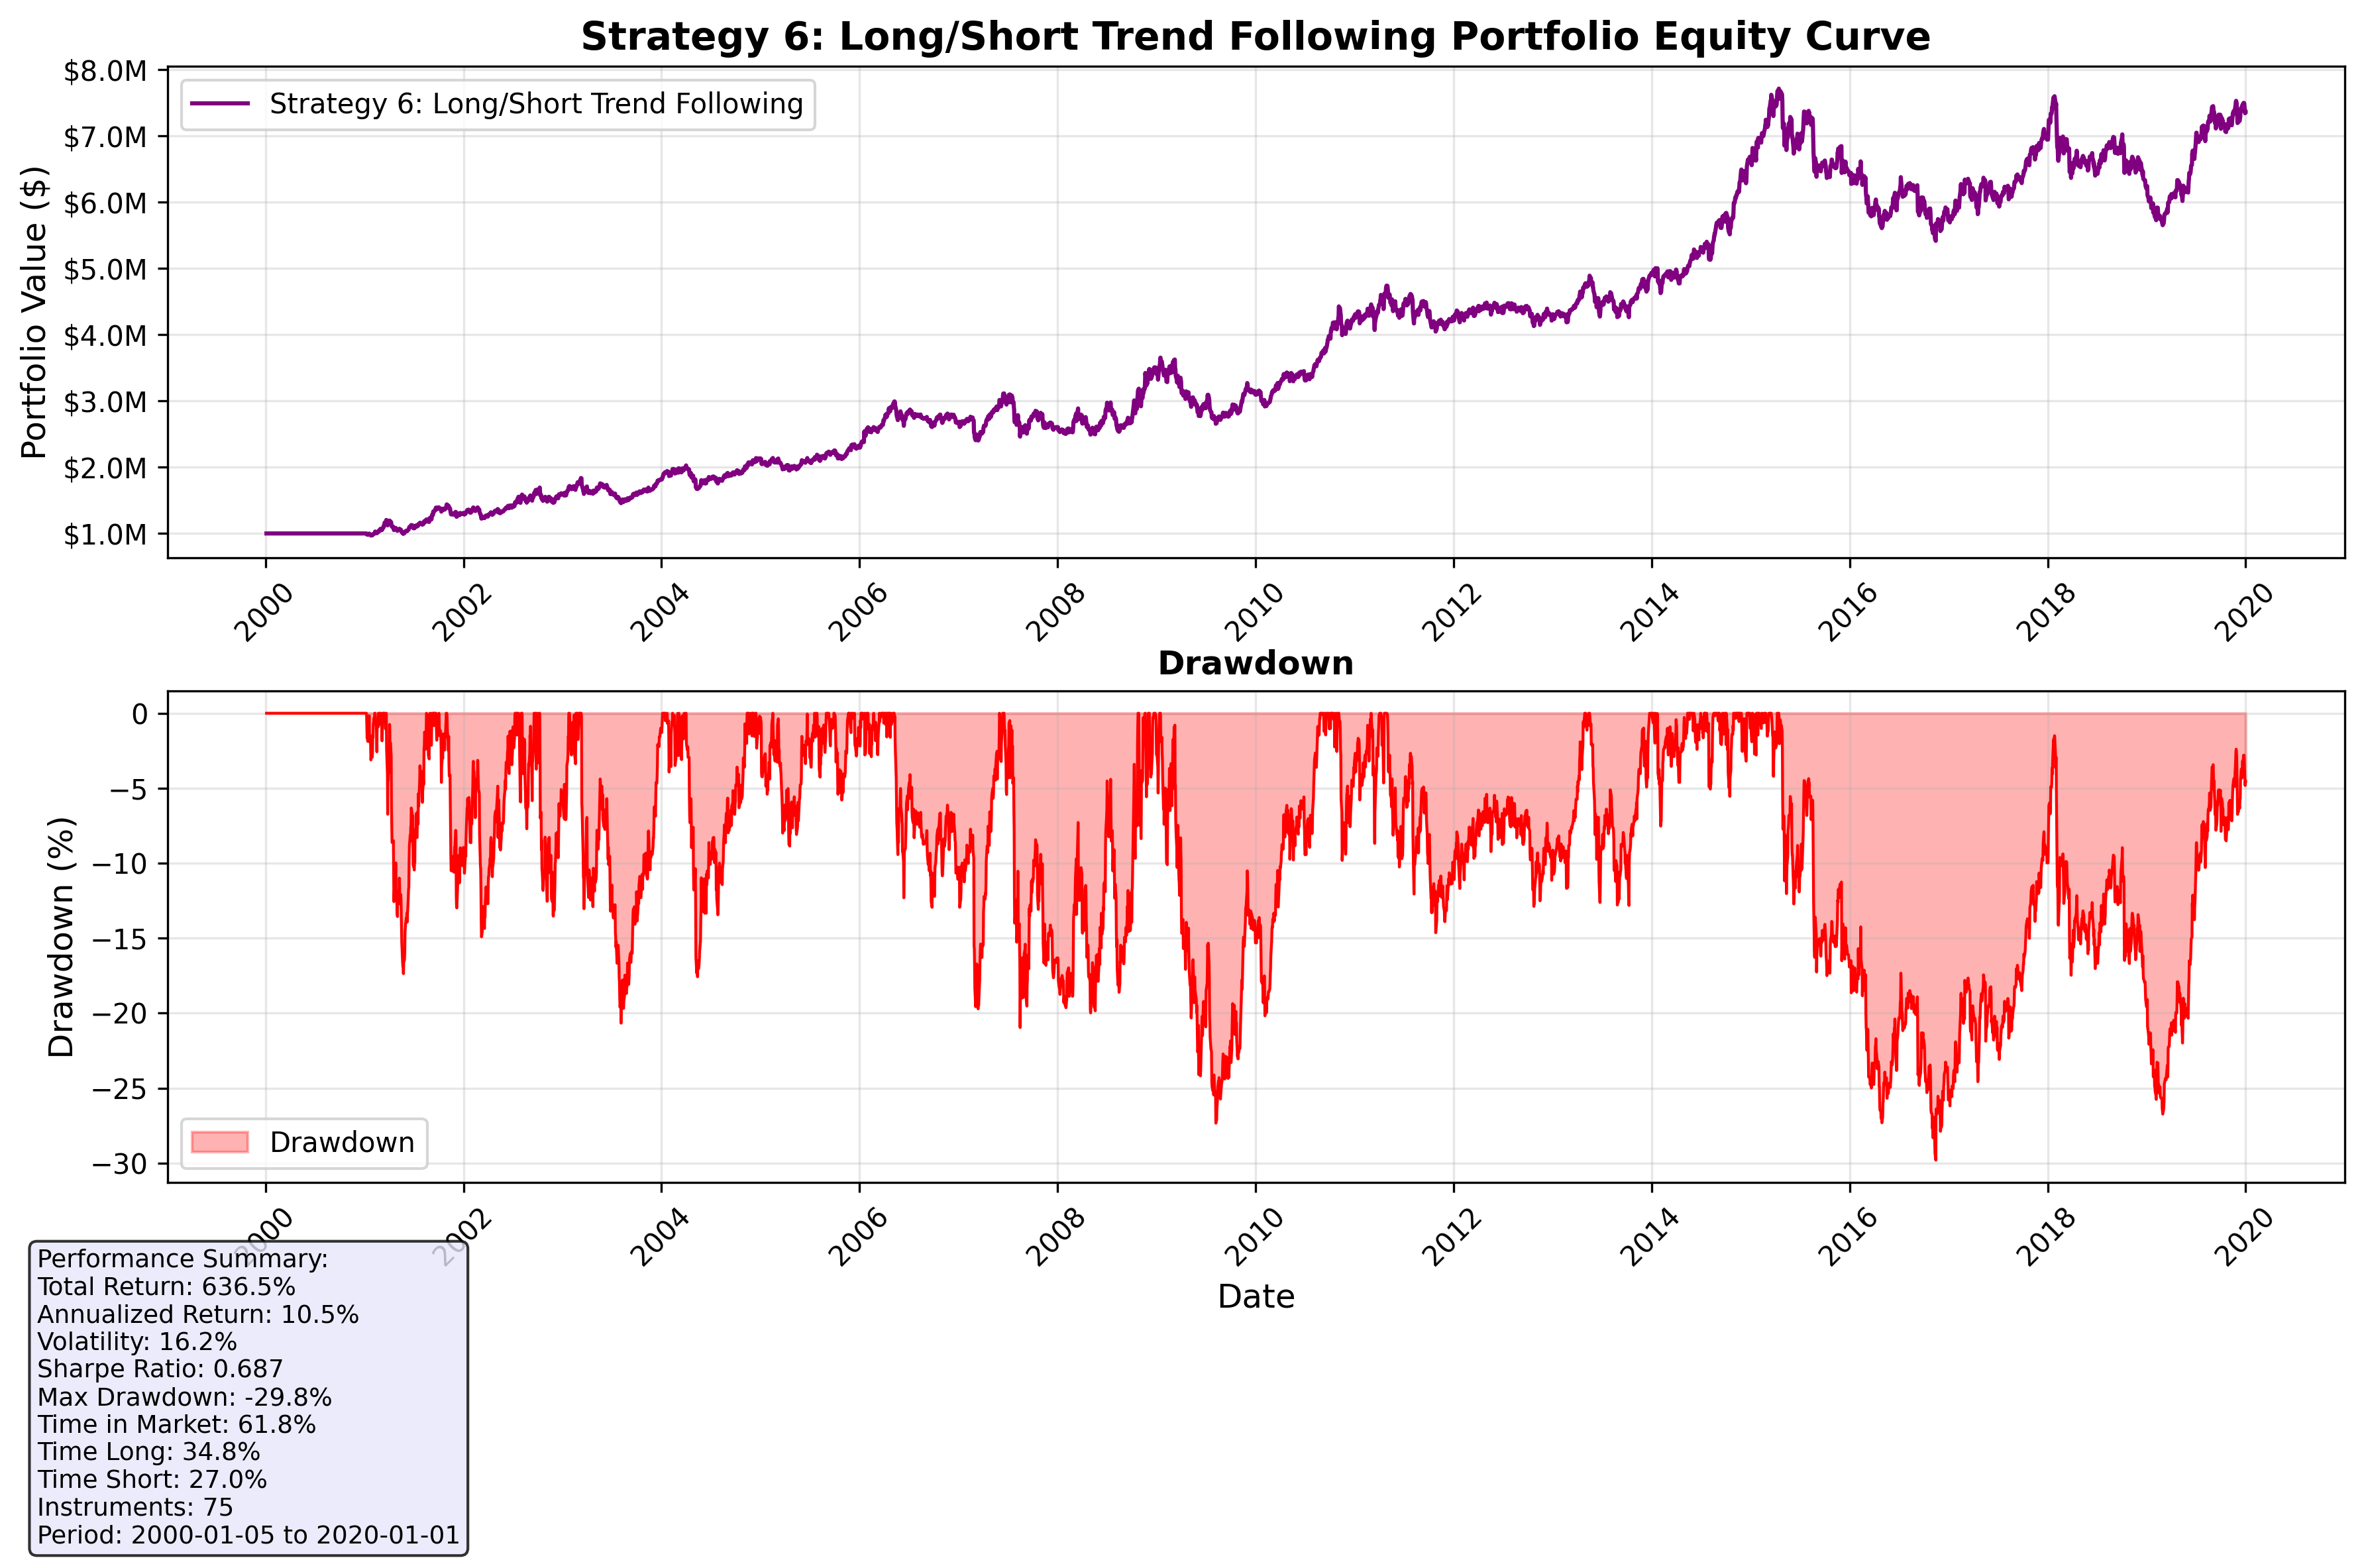 Strategy 6: Long/Short Trend Following Portfolio Equity Curve
Portfolio Value ($)
$8.0M
$7.0M
$6.0M
$5.0M
$4.0M
$3.0M
$2.0M
$1.0M
Strategy 6: Long/Short Trend Following
2000 2002 2004 2006 2008 2010 2012 2014 2016 2018 2020
Drawdown
Drawdown (%)
0
−5
−10
−15
−20
−25
−30
Drawdown
2000 2002 2004 2006 2008 2010 2012 2014 2016 2018 2020
Date
Performance Summary:
Total Return: 636.5%
Annualized Return: 10.5%
Volatility: 16.2%
Sharpe Ratio: 0.687
Max Drawdown: -29.8%
Time in Market: 61.8%
Time Long: 34.8%
Time Short: 27.0%
Instruments: 75
Period: 2000-01-05 to 2020-01-01